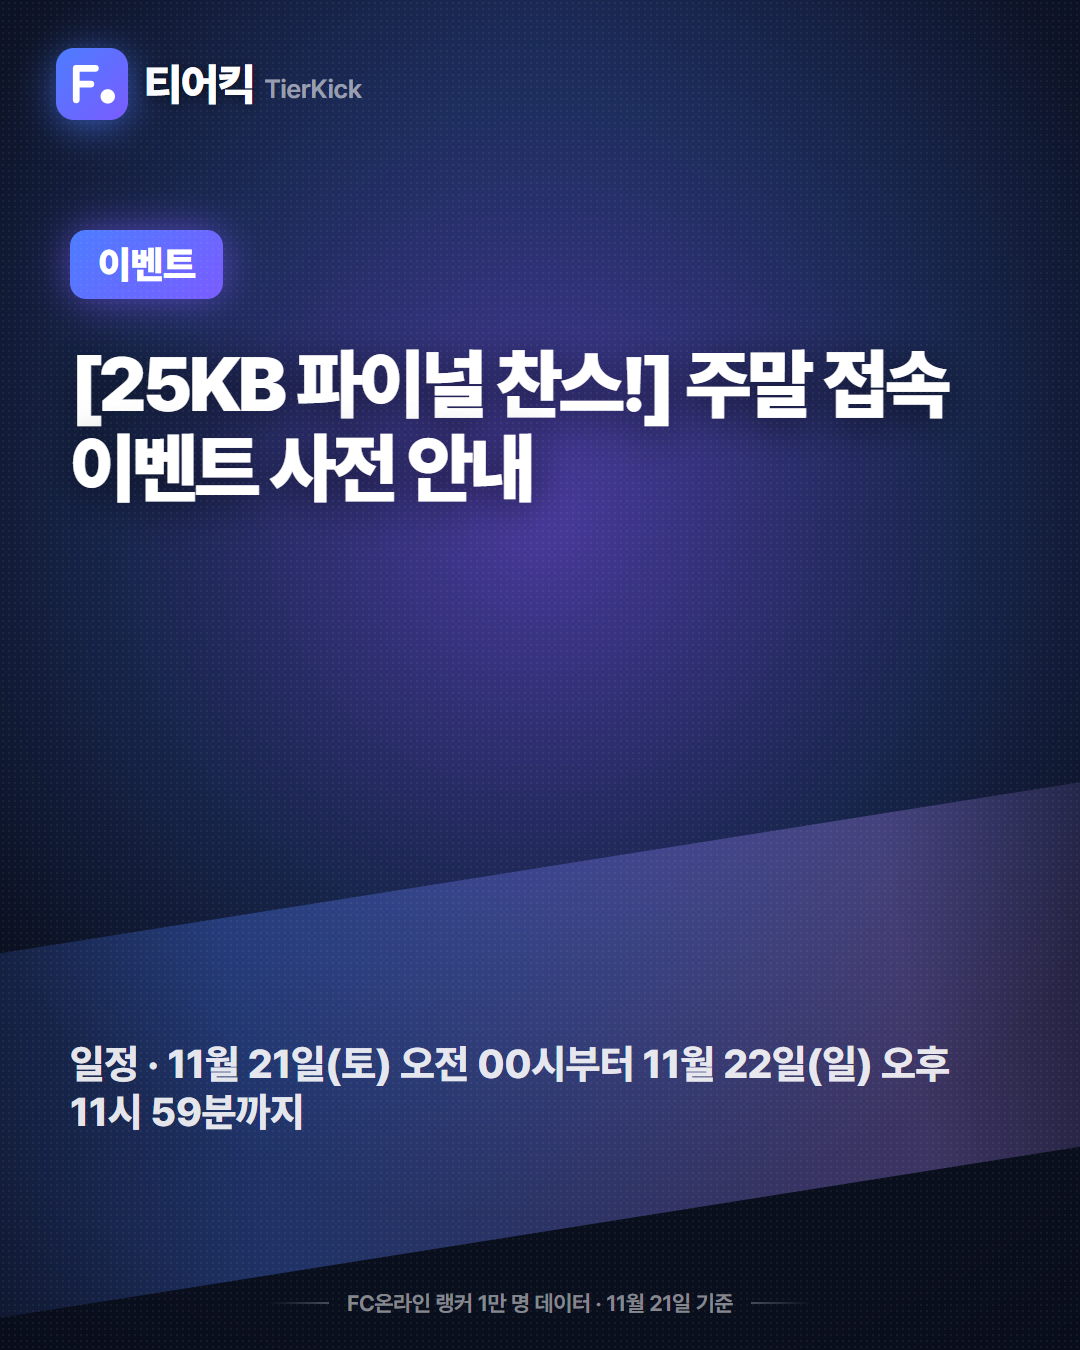 F.
티어킥 TierKick
이벤트
[25KB 파이널 찬스!] 주말 접속
이벤트 사전 안내
일정 · 11월 21일(토) 오전 00시부터 11월 22일(일) 오후
11시 59분까지
FC온라인 랭커 1만 명 데이터 · 11월 21일 기준